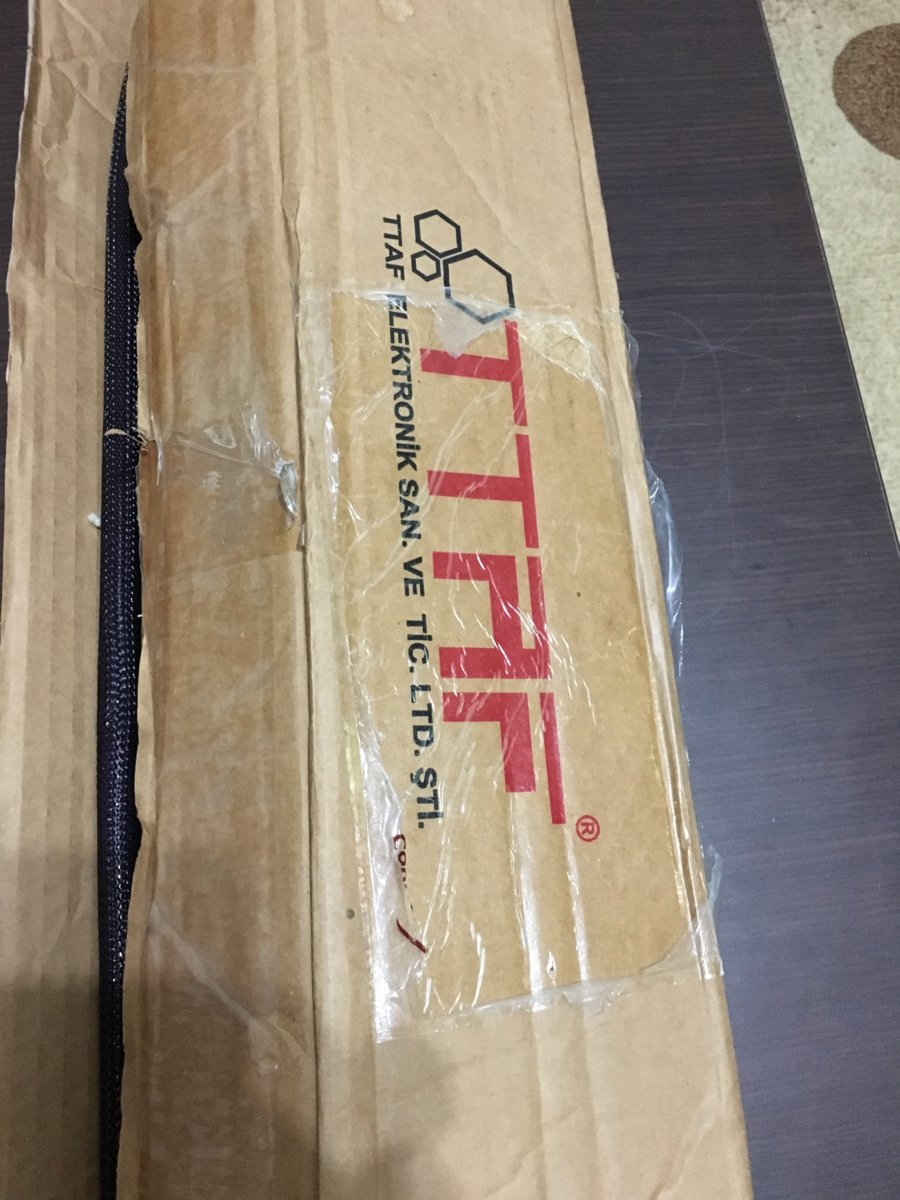 TTAF®
TTAF ELEKTRONİK SAN. VE TİC. LTD. ŞTİ.